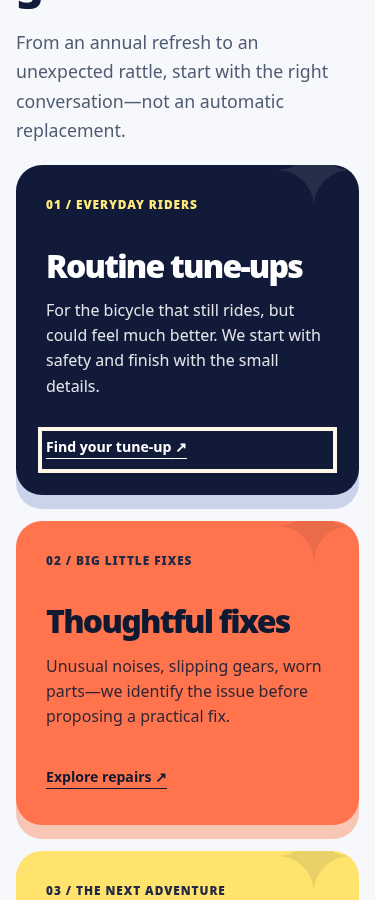 From an annual refresh to an
unexpected rattle, start with the right
conversation—not an automatic
replacement.
01 / EVERYDAY RIDERS
Routine tune-ups
For the bicycle that still rides, but
could feel much better. We start with
safety and finish with the small
details.
Find your tune-up ↗
02 / BIG LITTLE FIXES
Thoughtful fixes
Unusual noises, slipping gears, worn
parts—we identify the issue before
proposing a practical fix.
Explore repairs ↗
03 / THE NEXT ADVENTURE